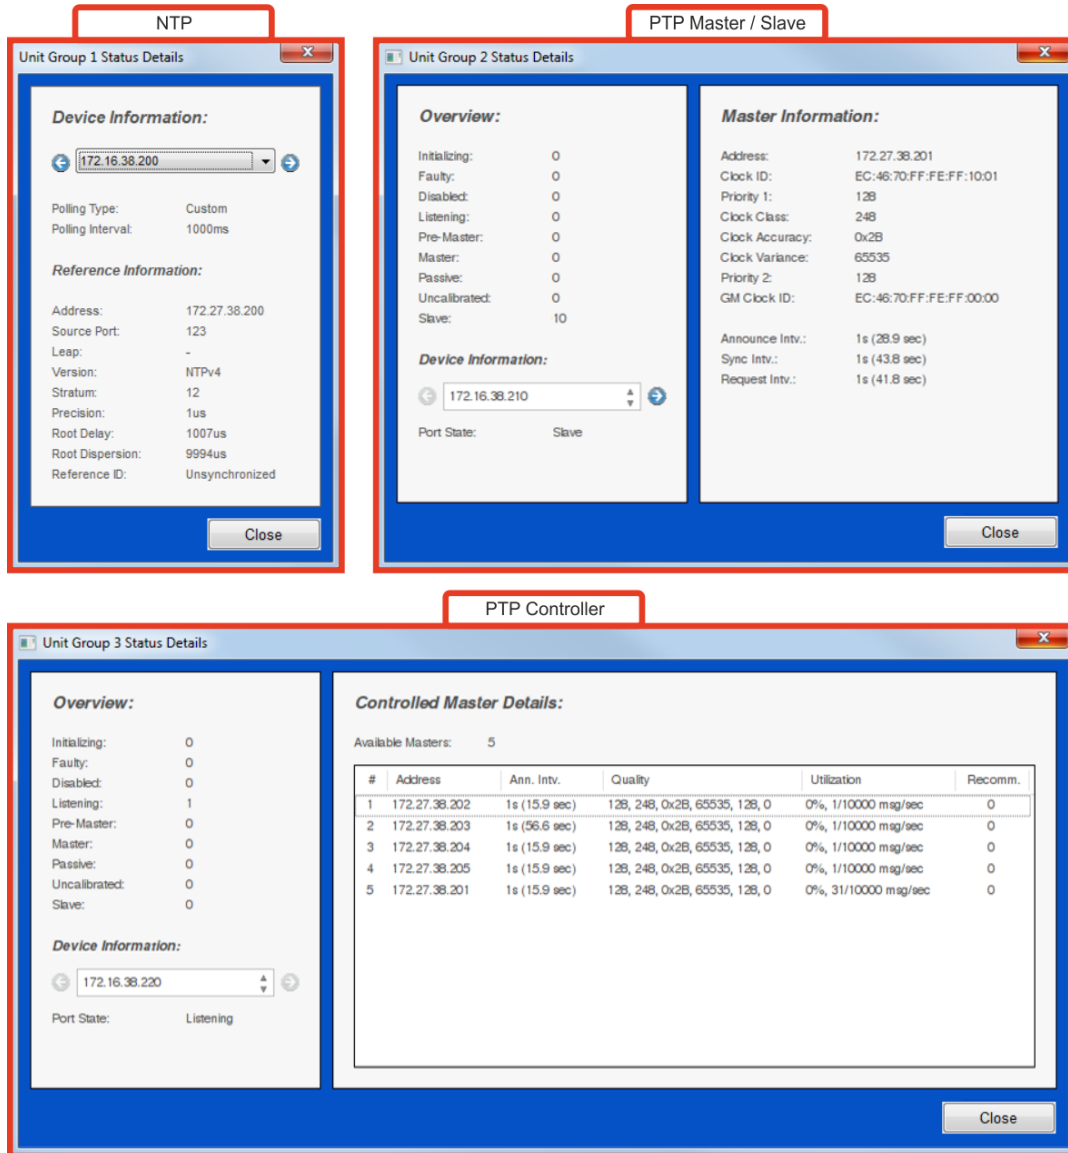 NTP
Unit Group 1 Status Details
Device Information:
172.16.38.200
Polling Type: Custom
Polling Interval: 1000ms
Reference Information:
Address: 172.27.38.200
Source Port: 123
Leap: -
Version: NTPv4
Stratum: 12
Precision: 1us
Root Delay: 1007us
Root Dispersion: 9994us
Reference ID: Unsynchronized
Close
PTP Master / Slave
Unit Group 2 Status Details
Overview:
Initializing: 0
Faulty: 0
Disabled: 0
Listening: 0
Pre-Master: 0
Master: 0
Passive: 0
Uncalibrated: 0
Slave: 10
Device Information:
172.16.38.210
Port State: Slave
Master Information:
Address: 172.27.38.201
Clock ID: EC:46:70:FF:FE:FF:10:01
Priority 1: 128
Clock Class: 248
Clock Accuracy: 0x2B
Clock Variance: 65535
Priority 2: 128
GM Clock ID: EC:46:70:FF:FE:FF:00:00
Announce Intv.: 1s (28.9 sec)
Sync Intv.: 1s (43.8 sec)
Request Intv.: 1s (41.8 sec)
Close
PTP Controller
Unit Group 3 Status Details
Overview:
Initializing: 0
Faulty: 0
Disabled: 0
Listening: 1
Pre-Master: 0
Master: 0
Passive: 0
Uncalibrated: 0
Slave: 0
Device Information:
172.16.38.220
Port State: Listening
Controlled Master Details:
Available Masters: 5
# Address Ann. Intv. Quality Utilization Recomm.
1 172.27.38.202 1s (15.9 sec) 128, 248, 0x2B, 65535, 128, 0 0%, 1/10000 msg/sec 0
2 172.27.38.203 1s (56.6 sec) 128, 248, 0x2B, 65535, 128, 0 0%, 1/10000 msg/sec 0
3 172.27.38.204 1s (15.9 sec) 128, 248, 0x2B, 65535, 128, 0 0%, 1/10000 msg/sec 0
4 172.27.38.205 1s (15.9 sec) 128, 248, 0x2B, 65535, 128, 0 0%, 1/10000 msg/sec 0
5 172.27.38.201 1s (15.9 sec) 128, 248, 0x2B, 65535, 128, 0 0%, 31/10000 msg/sec 0
Close